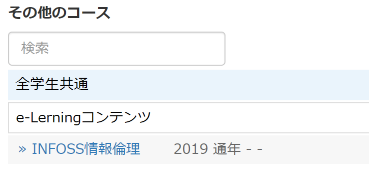 その他のコース
検索
全学生共通
e-Lerningコンテンツ
» INFOSS情報倫理 2019 通年 - -